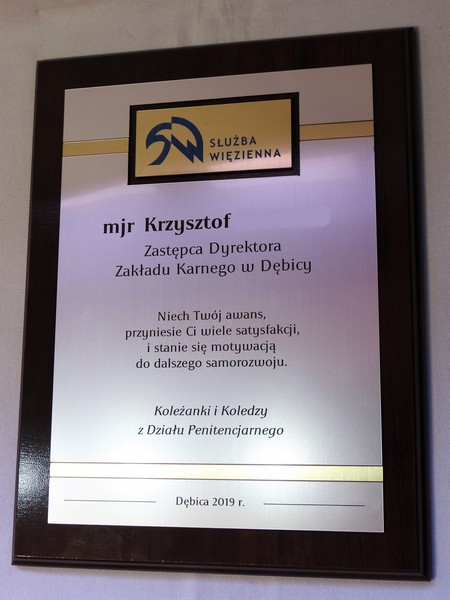 SŁUŻBA
WIĘZIENNA
mjr Krzysztof
Zastępca Dyrektora
Zakładu Karnego w Dębicy
Niech Twój awans,
przyniesie Ci wiele satysfakcji,
i stanie się motywacją
do dalszego samorozwoju.
Koleżanki i Koledzy
z Działu Penitencjarnego
Dębica 2019 r.